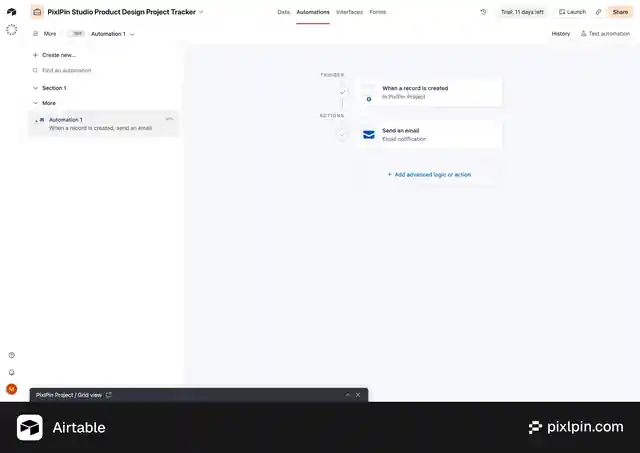 PixlPin Studio Product Design Project Tracker
Data
Automations
Interfaces
Forms
Trial: 11 days left
Launch
Share
More
OFF
Automation 1
History
Test automation
Create new...
Find an automation
Section 1
More
Automation 1
When a record is created, send an email
TRIGGER
When a record is created
In PixlPin Project
ACTIONS
Send an email
Email notification
+ Add advanced logic or action
M
PixlPin Project / Grid view
Airtable
pixlpin.com